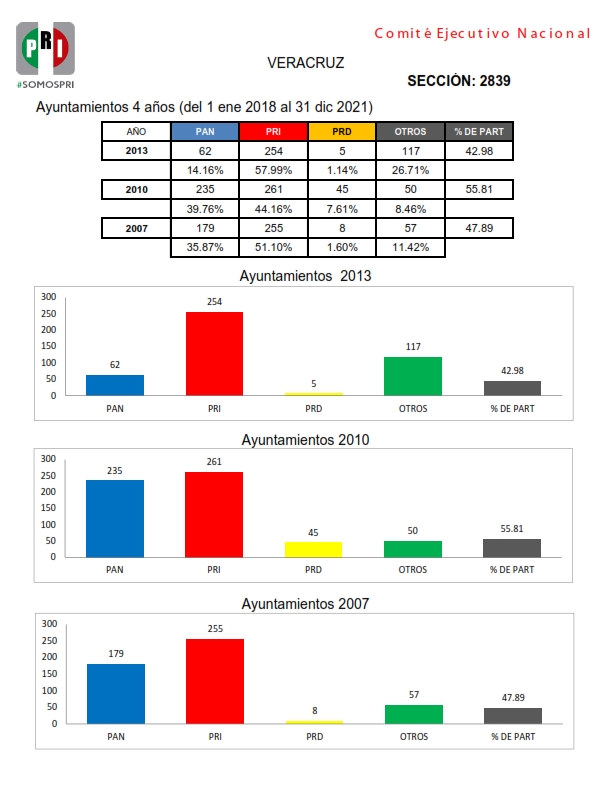 Comité Ejecutivo Nacional
PRI
#SOMOSPRI
VERACRUZ
SECCIÓN: 2839
Ayuntamientos 4 años (del 1 ene 2018 al 31 dic 2021)
AÑO PAN PRI PRD OTROS % DE PART
2013 62 254 5 117 42.98
14.16% 57.99% 1.14% 26.71%
2010 235 261 45 50 55.81
39.76% 44.16% 7.61% 8.46%
2007 179 255 8 57 47.89
35.87% 51.10% 1.60% 11.42%
Ayuntamientos 2013
300
250
200
150
100
50
0
62 254 5 117 42.98
PAN PRI PRD OTROS % DE PART
Ayuntamientos 2010
300
250
200
150
100
50
0
235 261 45 50 55.81
PAN PRI PRD OTROS % DE PART
Ayuntamientos 2007
300
250
200
150
100
50
0
179 255 8 57 47.89
PAN PRI PRD OTROS % DE PART